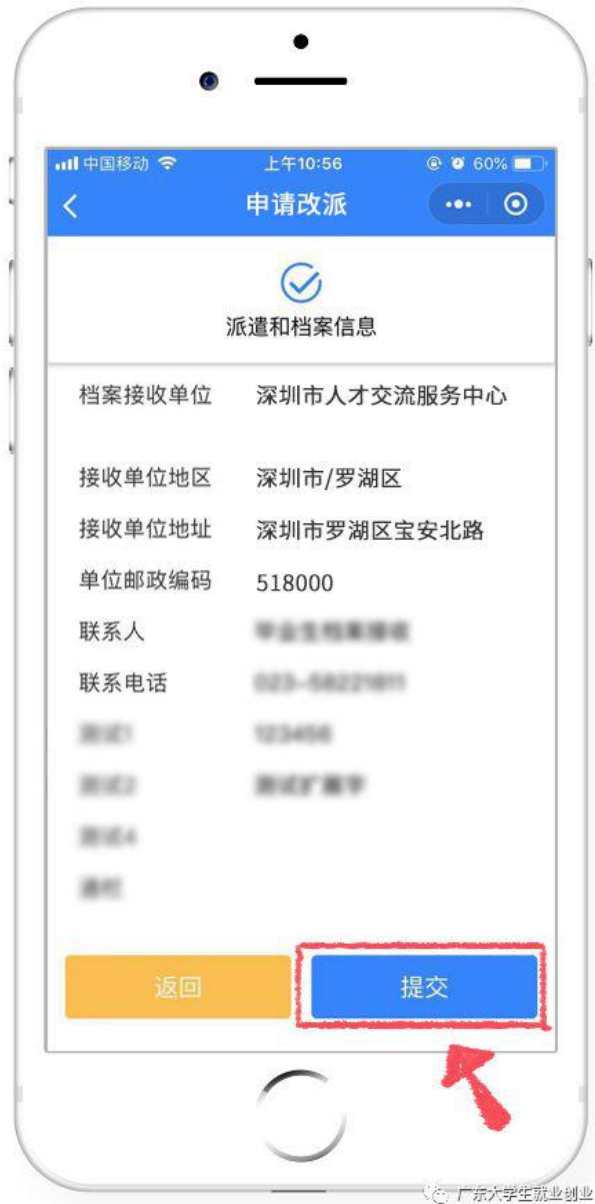 中国移动 上午10:56 60%
申请改派
派遣和档案信息
档案接收单位 深圳市人才交流服务中心
接收单位地区 深圳市/罗湖区
接收单位地址 深圳市罗湖区宝安北路
单位邮政编码 518000
联系人
联系电话
返回 提交
广东大学生就业创业